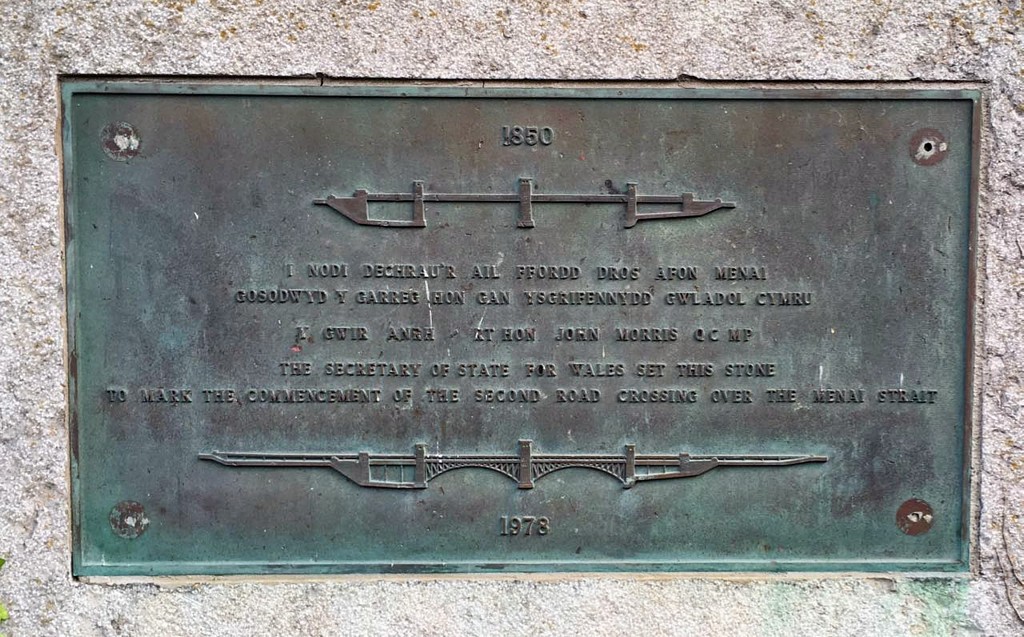 1850
I NODI DECHRAU'R AIL FFORDD DROS AFON MENAI
GOSODWYD Y GARREG HON GAN YSGRIFENNYDD GWLADOL CYMRU
Y GWIR ANRH - RT HON JOHN MORRIS QC MP
THE SECRETARY OF STATE FOR WALES SET THIS STONE
TO MARK THE COMMENCEMENT OF THE SECOND ROAD CROSSING OVER THE MENAI STRAIT
1978